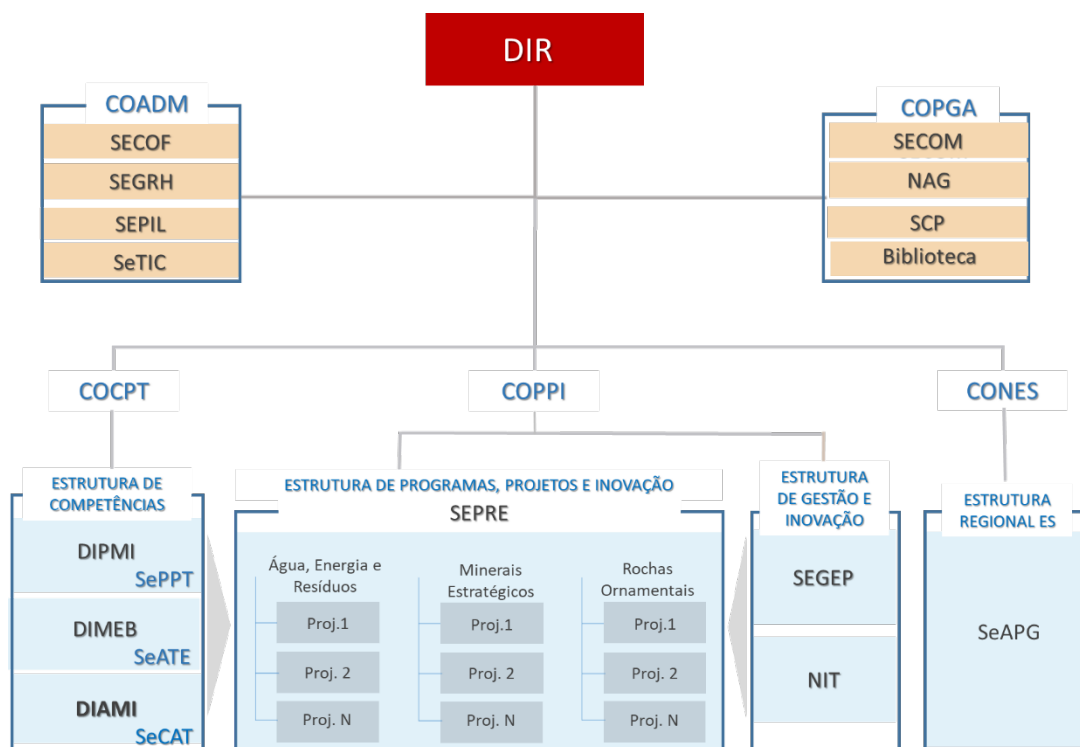 DIR
COADM
SECOF
SEGRH
SEPIL
SeTIC
COPGA
SECOM
NAG
SCP
Biblioteca
COCPT
COPPI
CONES
ESTRUTURA DE
COMPETÊNCIAS
DIPMI
SePPT
DIMEB
SeATE
DIAMI
SeCAT
ESTRUTURA DE PROGRAMAS, PROJETOS E INOVAÇÃO
SEPRE
Água, Energia e
Resíduos
Proj.1
Proj. 2
Proj. N
Minerais
Estratégicos
Proj.1
Proj. 2
Proj. N
Rochas
Ornamentais
Proj.1
Proj. 2
Proj. N
ESTRUTURA
DE GESTÃO E
INOVAÇÃO
SEGEP
NIT
ESTRUTURA
REGIONAL ES
SeAPG